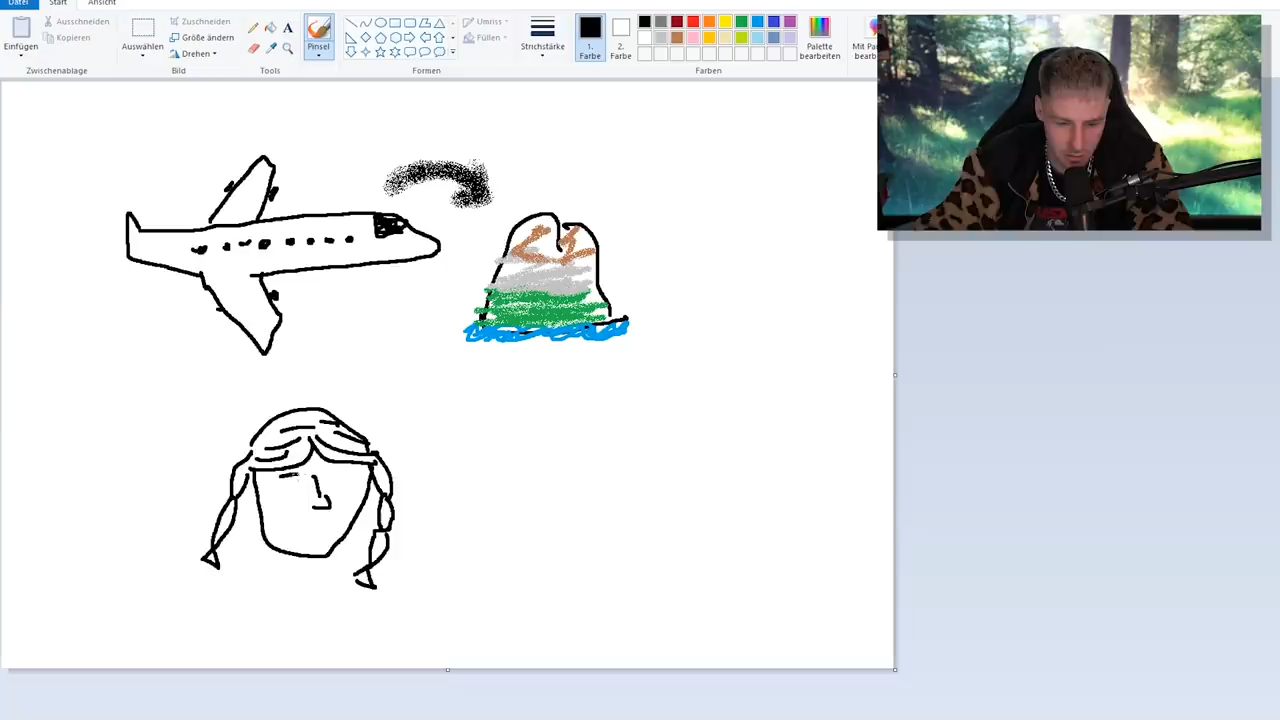 Datei Start Ansicht
Einfügen
Ausschneiden
Kopieren
Zwischenablage
Auswählen
Zuschneiden
Größe ändern
Drehen
Bild
A
Tools
Pinsel
Umriss
Füllen
Formen
Strichstärke
1. Farbe
2. Farbe
Palette bearbeiten
Farben